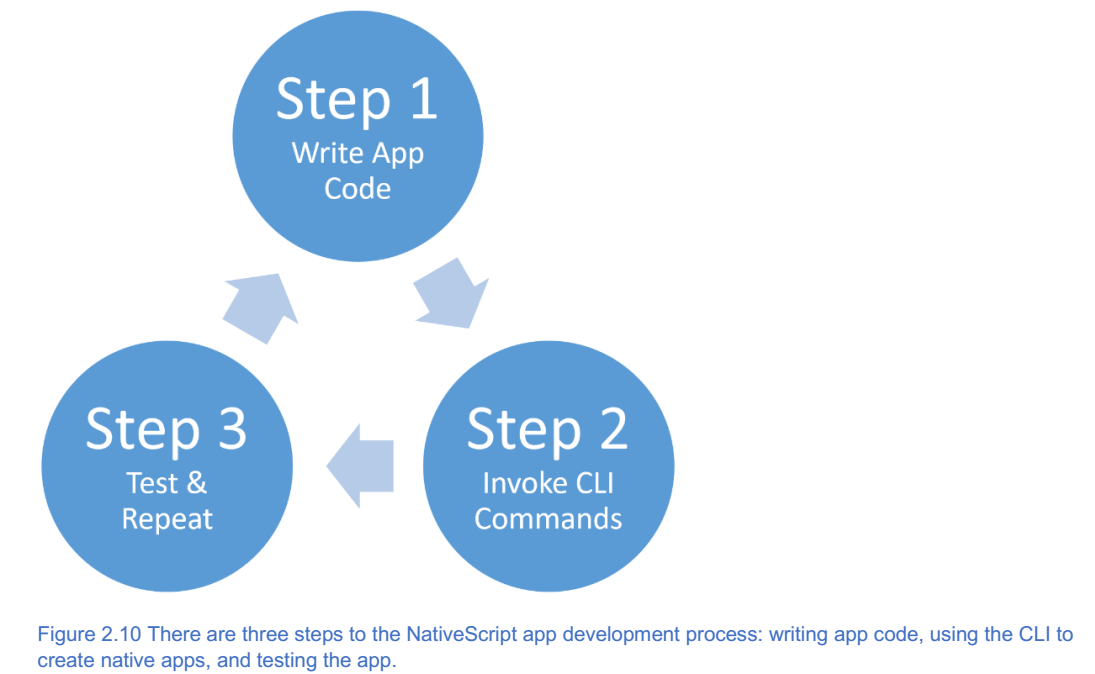 Step 1
Write App
Code
Step 3
Test &
Repeat
Step 2
Invoke CLI
Commands
Figure 2.10 There are three steps to the NativeScript app development process: writing app code, using the CLI to
create native apps, and testing the app.